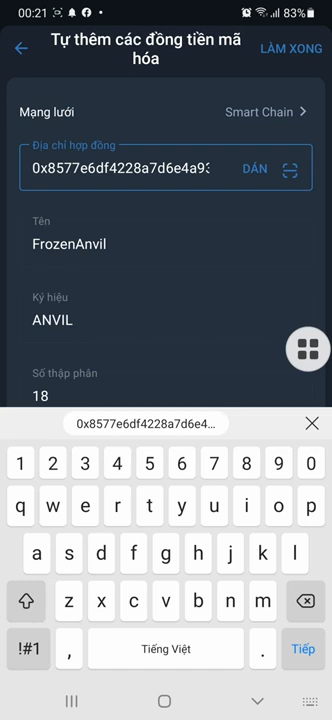 00:21 83%
Tự thêm các đồng tiền mã
hóa
LÀM XONG
Mạng lưới Smart Chain
Địa chỉ hợp đồng
0x8577e6df4228a7d6e4a93 DÁN
Tên
FrozenAnvil
Ký hiệu
ANVIL
Số thập phân
18
0x8577e6df4228a7d6e4...
1 2 3 4 5 6 7 8 9 0
q w e r t y u i o p
a s d f g h j k l
z x c v b n m
!#1 , Tiếng Việt . Tiếp